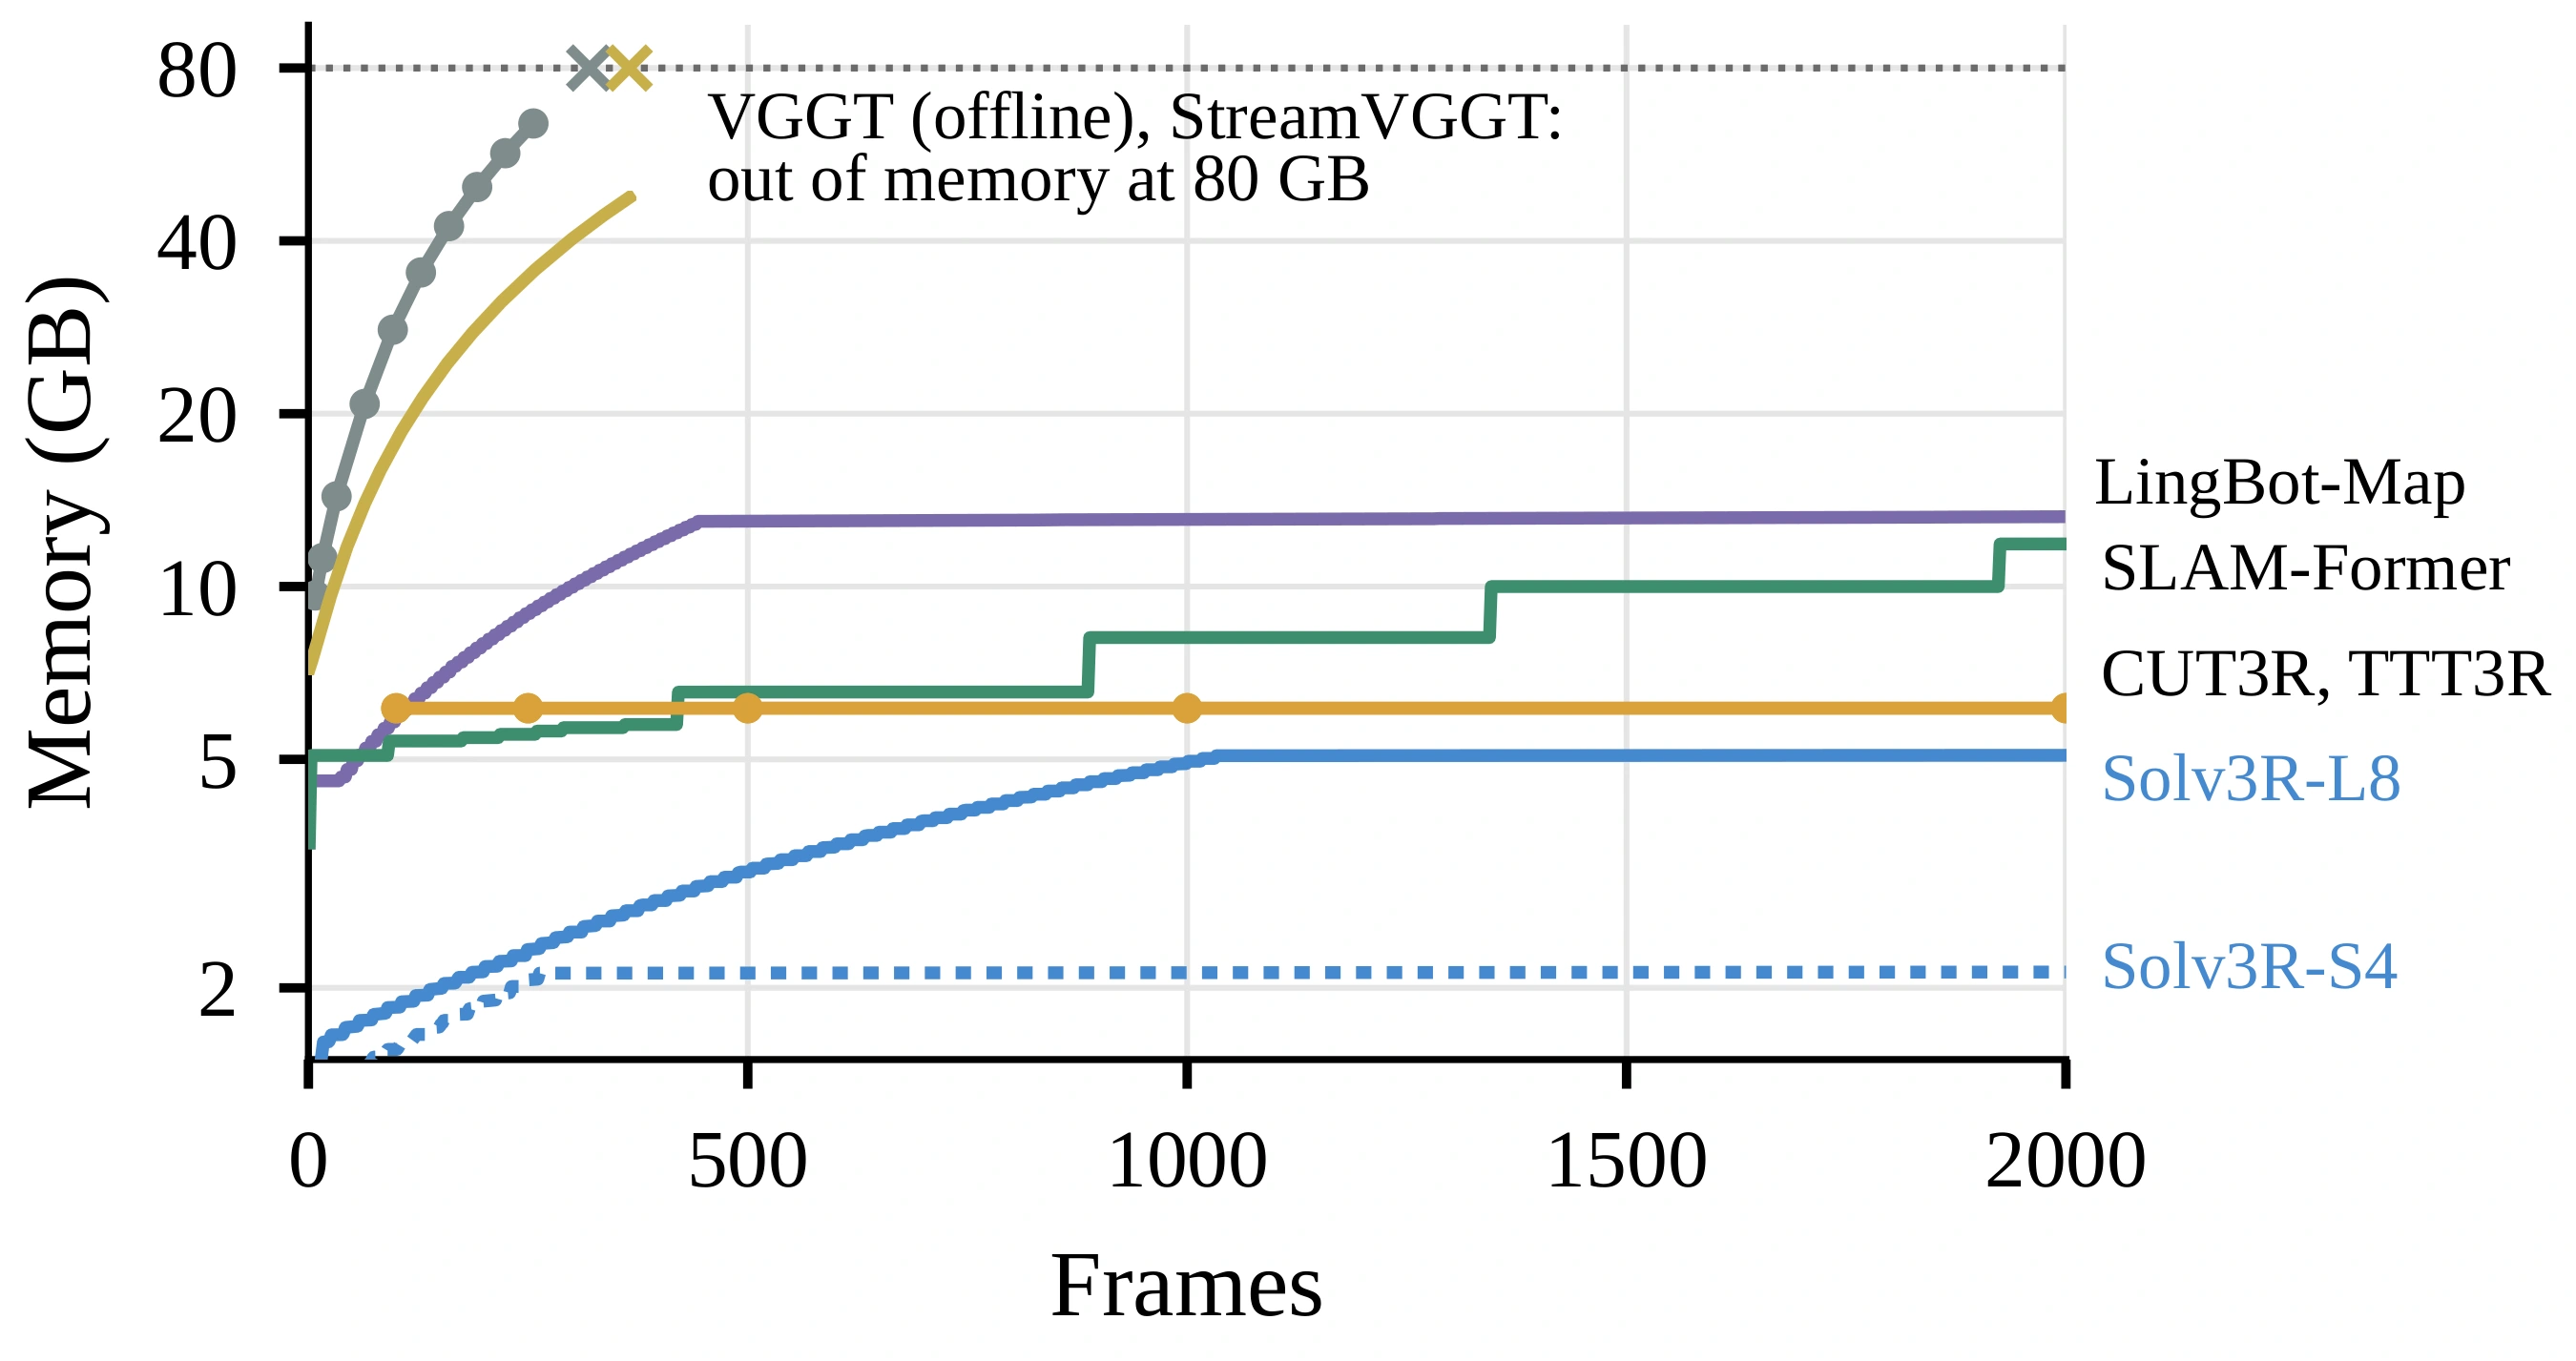 80
VGGT (offline), StreamVGGT:
out of memory at 80 GB
40
20
10
5
2
Memory (GB)
LingBot-Map
SLAM-Former
CUT3R, TTT3R
Solv3R-L8
Solv3R-S4
0 500 1000 1500 2000
Frames